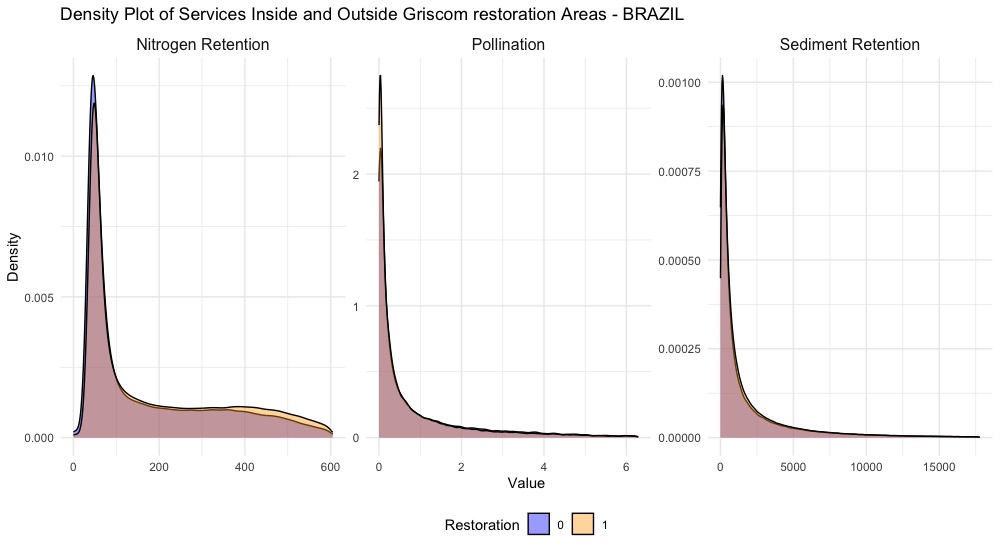 Density Plot of Services Inside and Outside Griscom restoration Areas - BRAZIL
Nitrogen Retention
Pollination
Sediment Retention
Density
0.010
0.005
0.000
0 200 400 600
2
1
0
0 2 4 6
0.00100
0.00075
0.00050
0.00025
0.00000
0 5000 10000 15000
Value
Restoration 0 1